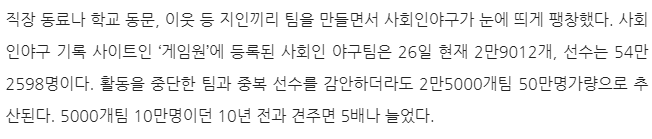 직장 동료나 학교 동문, 이웃 등 지인끼리 팀을 만들면서 사회인야구가 눈에 띄게 팽창했다. 사회
인야구 기록 사이트인 ‘게임원’에 등록된 사회인 야구팀은 26일 현재 2만9012개, 선수는 54만
2598명이다. 활동을 중단한 팀과 중복 선수를 감안하더라도 2만5000개팀 50만명가량으로 추
산된다. 5000개팀 10만명이던 10년 전과 견주면 5배나 늘었다.